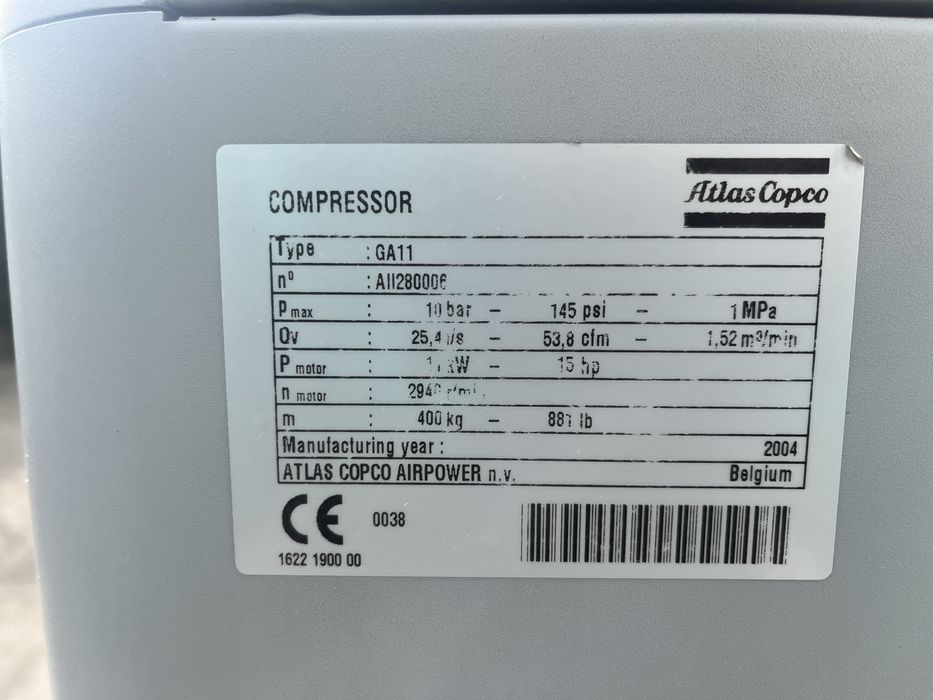 COMPRESSOR
Atlas Copco
Type : GA11
nº : AII280006
P max : 10 bar – 145 psi – 1 MPa
Qv : 25,4 l/s – 53,8 cfm – 1,52 m³/min
P motor : kW – 15 hp
n motor :
m : 400 kg – 881 lb
Manufacturing year : 2004
ATLAS COPCO AIRPOWER n.v. Belgium
CE 0038
1622 1900 00